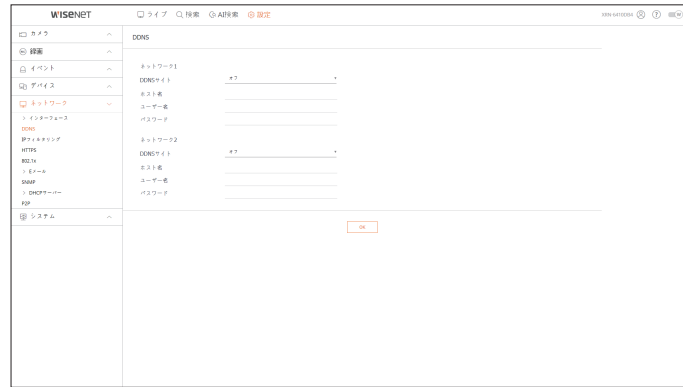 WISENET
ライブ 検索 AI検索 設定
カメラ
録画
イベント
デバイス
ネットワーク
> インターフェース
DDNS
IPフィルタリング
HTTPS
802.1x
> Eメール
SNMP
> DHCPサーバー
P2P
システム
DDNS
ネットワーク1
DDNSサイト オフ
ホスト名
ユーザー名
パスワード
ネットワーク2
DDNSサイト オフ
ホスト名
ユーザー名
パスワード
OK